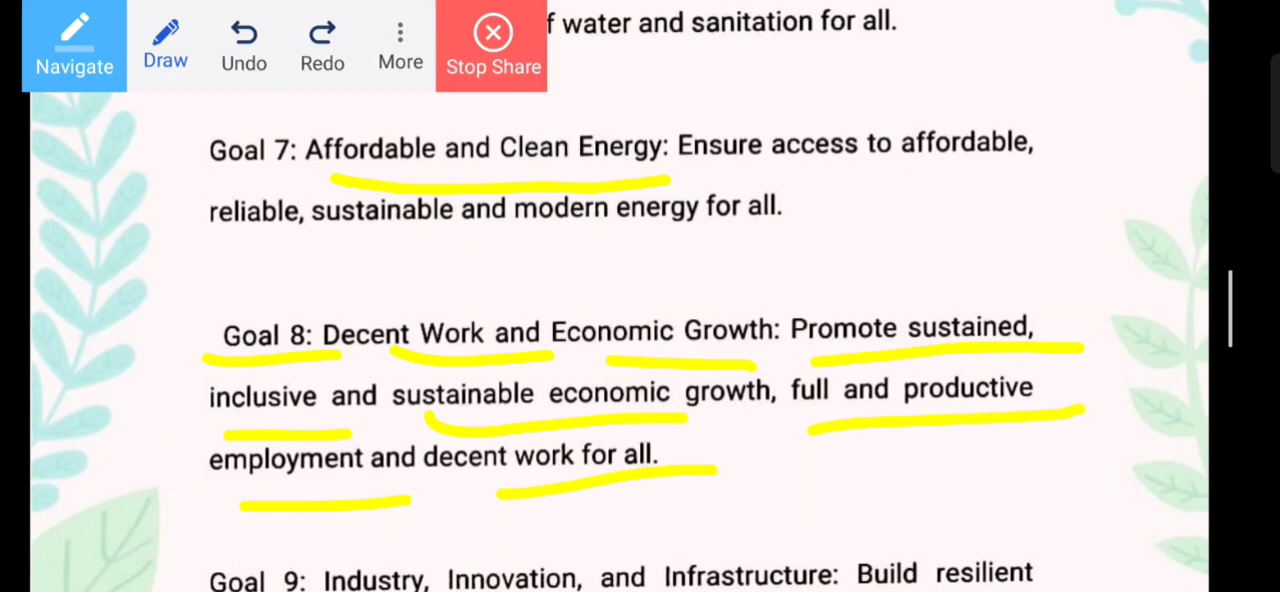 Navigate
Draw
Undo
Redo
More
Stop Share
f water and sanitation for all.
Goal 7: Affordable and Clean Energy: Ensure access to affordable,
reliable, sustainable and modern energy for all.
Goal 8: Decent Work and Economic Growth: Promote sustained,
inclusive and sustainable economic growth, full and productive
employment and decent work for all.
Goal 9: Industry, Innovation, and Infrastructure: Build resilient